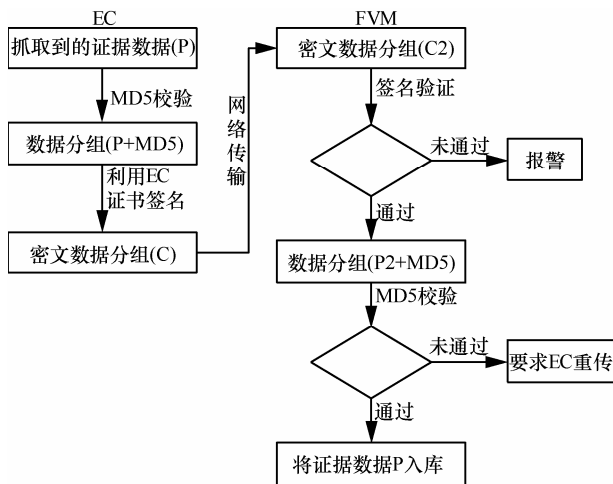 EC
抓取到的证据数据(P)
MD5校验
数据分组(P+MD5)
利用EC
证书签名
密文数据分组(C)
网络传输
FVM
密文数据分组(C2)
签名验证
未通过
报警
通过
数据分组(P2+MD5)
MD5校验
未通过
要求EC重传
通过
将证据数据P入库